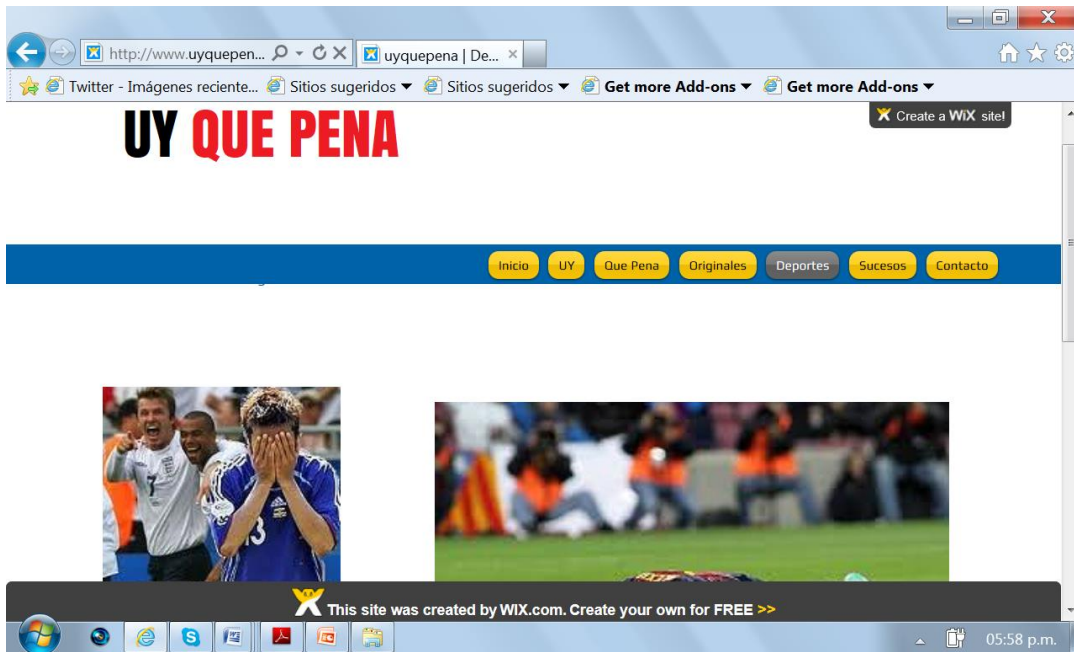 X
http://www.uyquepen...
uyquepena | De...
Twitter - Imágenes reciente... Sitios sugeridos Sitios sugeridos Get more Add-ons Get more Add-ons
UY QUE PENA
Create a WiX site!
Inicio UY Que Pena Originales Deportes Sucesos Contacto
7
13
This site was created by WIX.com. Create your own for FREE >>
05:58 p.m.